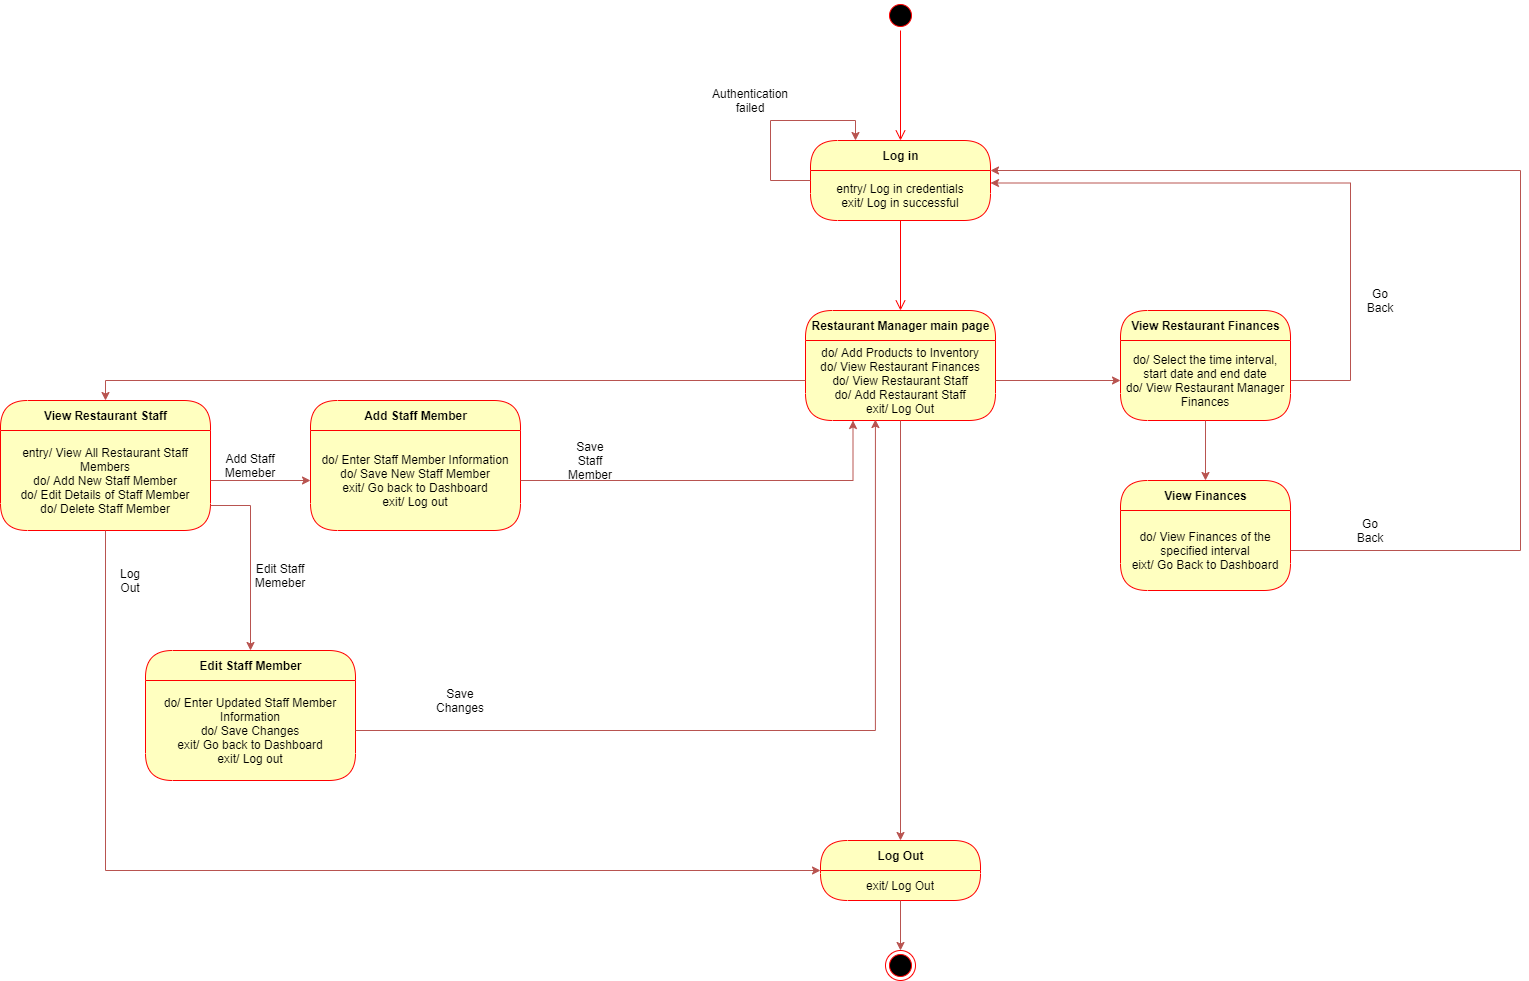 Authentication
failed
Log in
entry/ Log in credentials
exit/ Log in successful
Go
Back
Restaurant Manager main page
do/ Add Products to Inventory
do/ View Restaurant Finances
do/ View Restaurant Staff
do/ Add Restaurant Staff
exit/ Log Out
View Restaurant Finances
do/ Select the time interval,
start date and end date
do/ View Restaurant Manager
Finances
View Restaurant Staff
entry/ View All Restaurant Staff
Members
do/ Add New Staff Member
do/ Edit Details of Staff Member
do/ Delete Staff Member
Add Staff
Memeber
Add Staff Member
do/ Enter Staff Member Information
do/ Save New Staff Member
exit/ Go back to Dashboard
exit/ Log out
Save
Staff
Member
View Finances
do/ View Finances of the
specified interval
eixt/ Go Back to Dashboard
Go
Back
Log
Out
Edit Staff
Memeber
Edit Staff Member
do/ Enter Updated Staff Member
Information
do/ Save Changes
exit/ Go back to Dashboard
exit/ Log out
Save
Changes
Log Out
exit/ Log Out